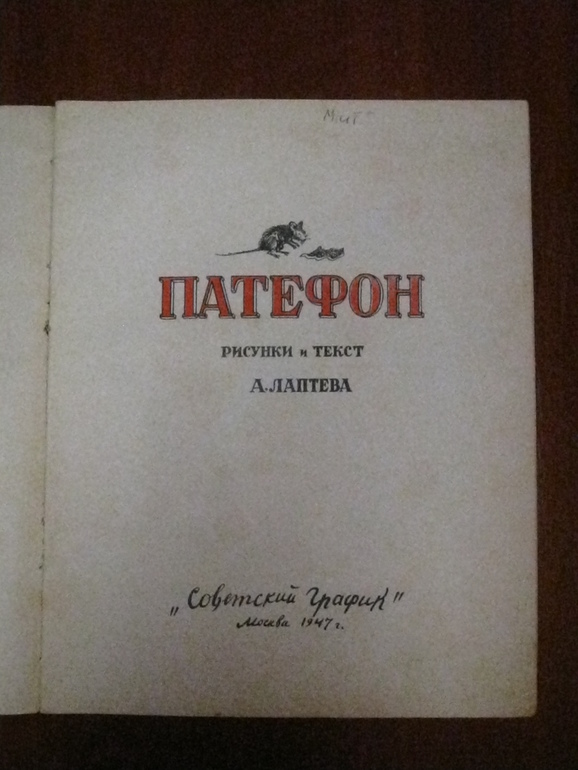 ПАТЕФОН
РИСУНКИ и ТЕКСТ
А. ЛАПТЕВА
„Советский График"
Москва 1947 г.